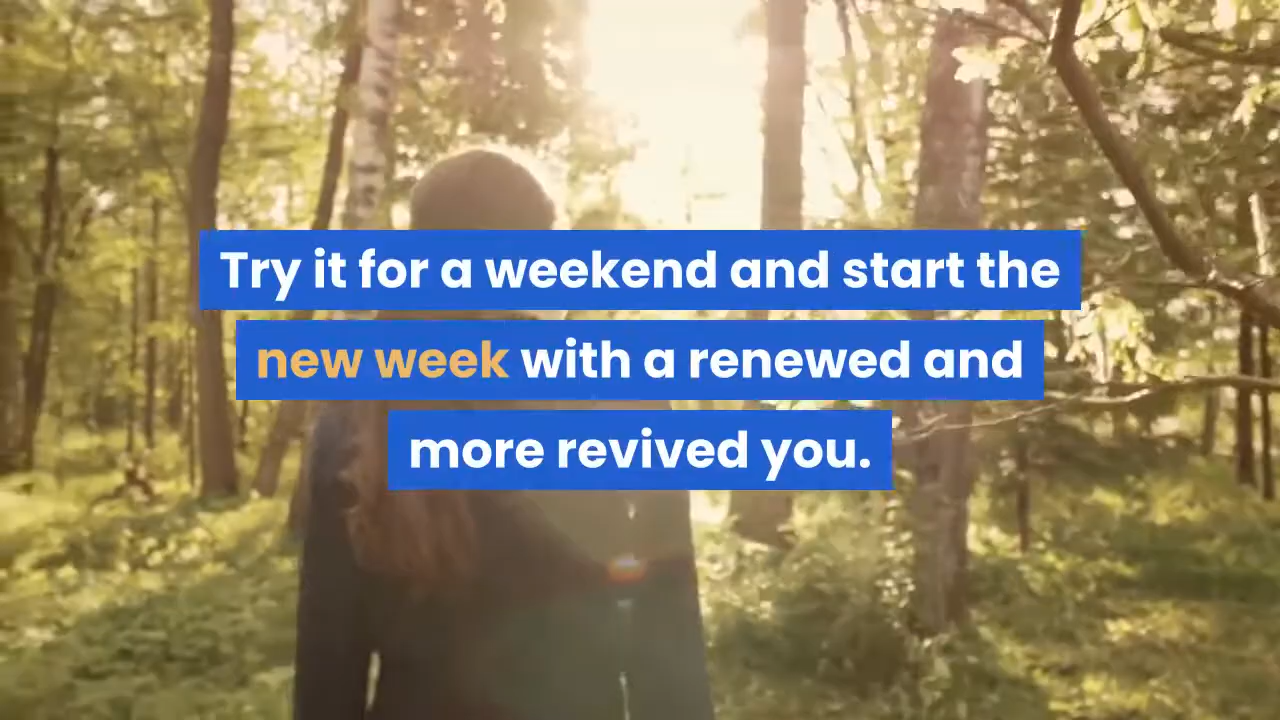 Try it for a weekend and start the
new week with a renewed and
more revived you.